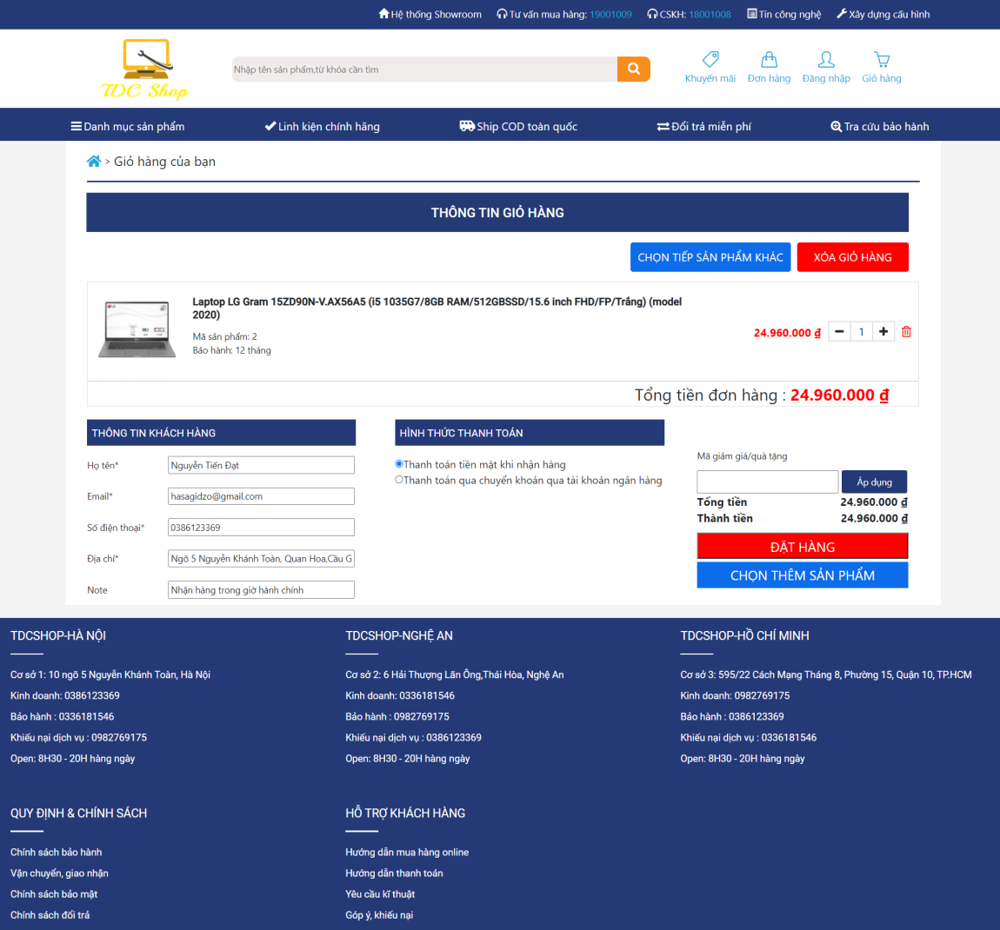 Hệ thống Showroom Tư vấn mua hàng: 19001009 CSKH: 18001008 Tin công nghệ Xây dựng cấu hình
TDC Shop
Nhập tên sản phẩm,từ khóa cần tìm
Khuyến mãi Đơn hàng Đăng nhập Giỏ hàng
Danh mục sản phẩm Linh kiện chính hãng Ship COD toàn quốc Đổi trả miễn phí Tra cứu bảo hành
> Giỏ hàng của bạn
THÔNG TIN GIỎ HÀNG
CHỌN TIẾP SẢN PHẨM KHÁC XÓA GIỎ HÀNG
Laptop LG Gram 15ZD90N-V.AX56A5 (i5 1035G7/8GB RAM/512GBSSD/15.6 inch FHD/FP/Trắng) (model
2020)
Mã sản phẩm: 2
Bảo hành: 12 tháng
24.960.000 ₫ 1
Tổng tiền đơn hàng : 24.960.000 ₫
THÔNG TIN KHÁCH HÀNG
Họ tên* Nguyễn Tiến Đạt
Email* hasagidzo@gmail.com
Số điện thoại* 0386123369
Địa chỉ* Ngõ 5 Nguyễn Khánh Toàn, Quan Hoa,Cầu G
Note Nhận hàng trong giờ hành chính
HÌNH THỨC THANH TOÁN
Thanh toán tiền mặt khi nhận hàng
Thanh toán qua chuyển khoản qua tài khoản ngân hàng
Mã giảm giá/quà tặng
Áp dụng
Tổng tiền 24.960.000 ₫
Thành tiền 24.960.000 ₫
ĐẶT HÀNG
CHỌN THÊM SẢN PHẨM
TDCSHOP-HÀ NỘI
Cơ sở 1: 10 ngõ 5 Nguyễn Khánh Toàn, Hà Nội
Kinh doanh: 0386123369
Bảo hành : 0336181546
Khiếu nại dịch vụ : 0982769175
Open: 8H30 - 20H hàng ngày
TDCSHOP-NGHỆ AN
Cơ sở 2: 6 Hải Thượng Lãn Ông,Thái Hòa, Nghệ An
Kinh doanh: 0336181546
Bảo hành : 0982769175
Khiếu nại dịch vụ : 0386123369
Open: 8H30 - 20H hàng ngày
TDCSHOP-HỒ CHÍ MINH
Cơ sở 3: 595/22 Cách Mạng Tháng 8, Phường 15, Quận 10, TP.HCM
Kinh doanh: 0982769175
Bảo hành : 0386123369
Khiếu nại dịch vụ : 0336181546
Open: 8H30 - 20H hàng ngày
QUY ĐỊNH & CHÍNH SÁCH
Chính sách bảo hành
Vận chuyển, giao nhận
Chính sách bảo mật
Chính sách đổi trả
HỖ TRỢ KHÁCH HÀNG
Hướng dẫn mua hàng online
Hướng dẫn thanh toán
Yêu cầu kĩ thuật
Góp ý, khiếu nại